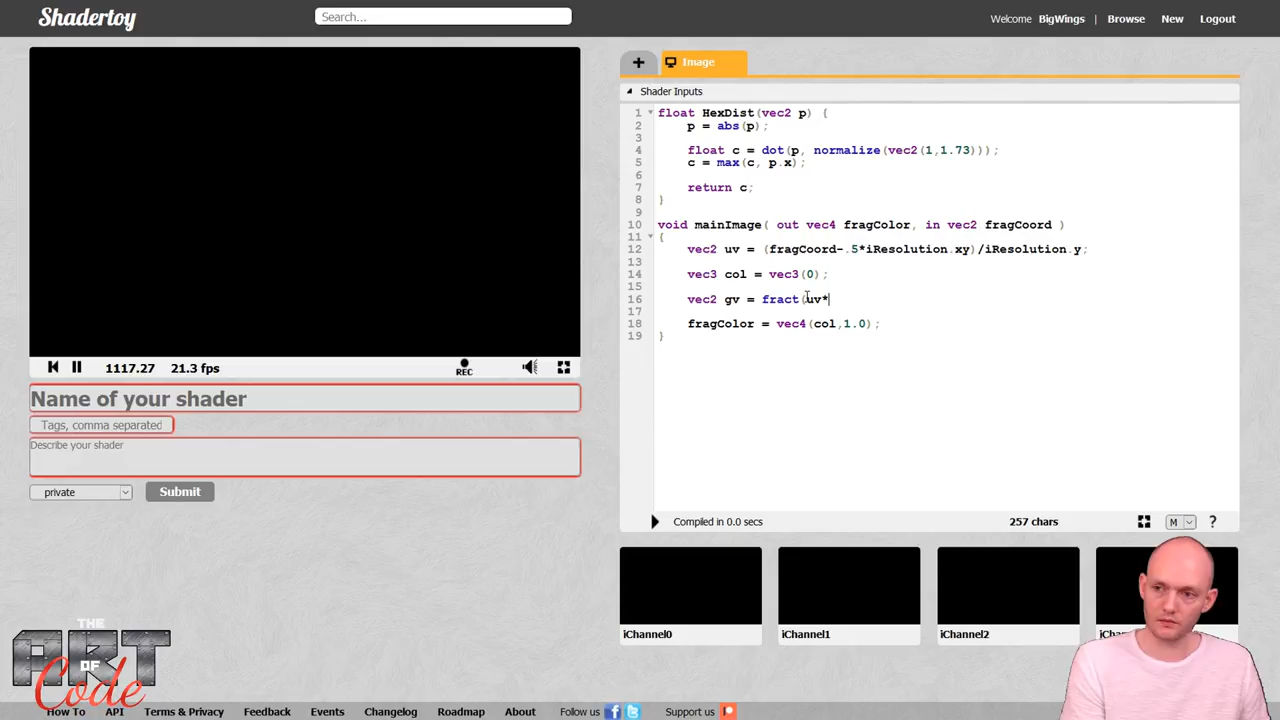 Shadertoy
Search...
Welcome BigWings | Browse New Logout
+ Image
Shader Inputs
1 float HexDist(vec2 p) {
2 p = abs(p);
3
4 float c = dot(p, normalize(vec2(1,1.73)));
5 c = max(c, p.x);
6
7 return c;
8 }
9
10 void mainImage( out vec4 fragColor, in vec2 fragCoord )
11 {
12 vec2 uv = (fragCoord-.5*iResolution.xy)/iResolution.y;
13
14 vec3 col = vec3(0);
15
16 vec2 gv = fract(uv*
17
18 fragColor = vec4(col,1.0);
19 }
1117.27 21.3 fps
REC
Name of your shader
Tags, comma separated
Describe your shader
private Submit
Compiled in 0.0 secs 257 chars M ?
iChannel0 iChannel1 iChannel2
THE
ART
OF
Code
How To API Terms & Privacy Feedback Events Changelog Roadmap About Follow us Support us